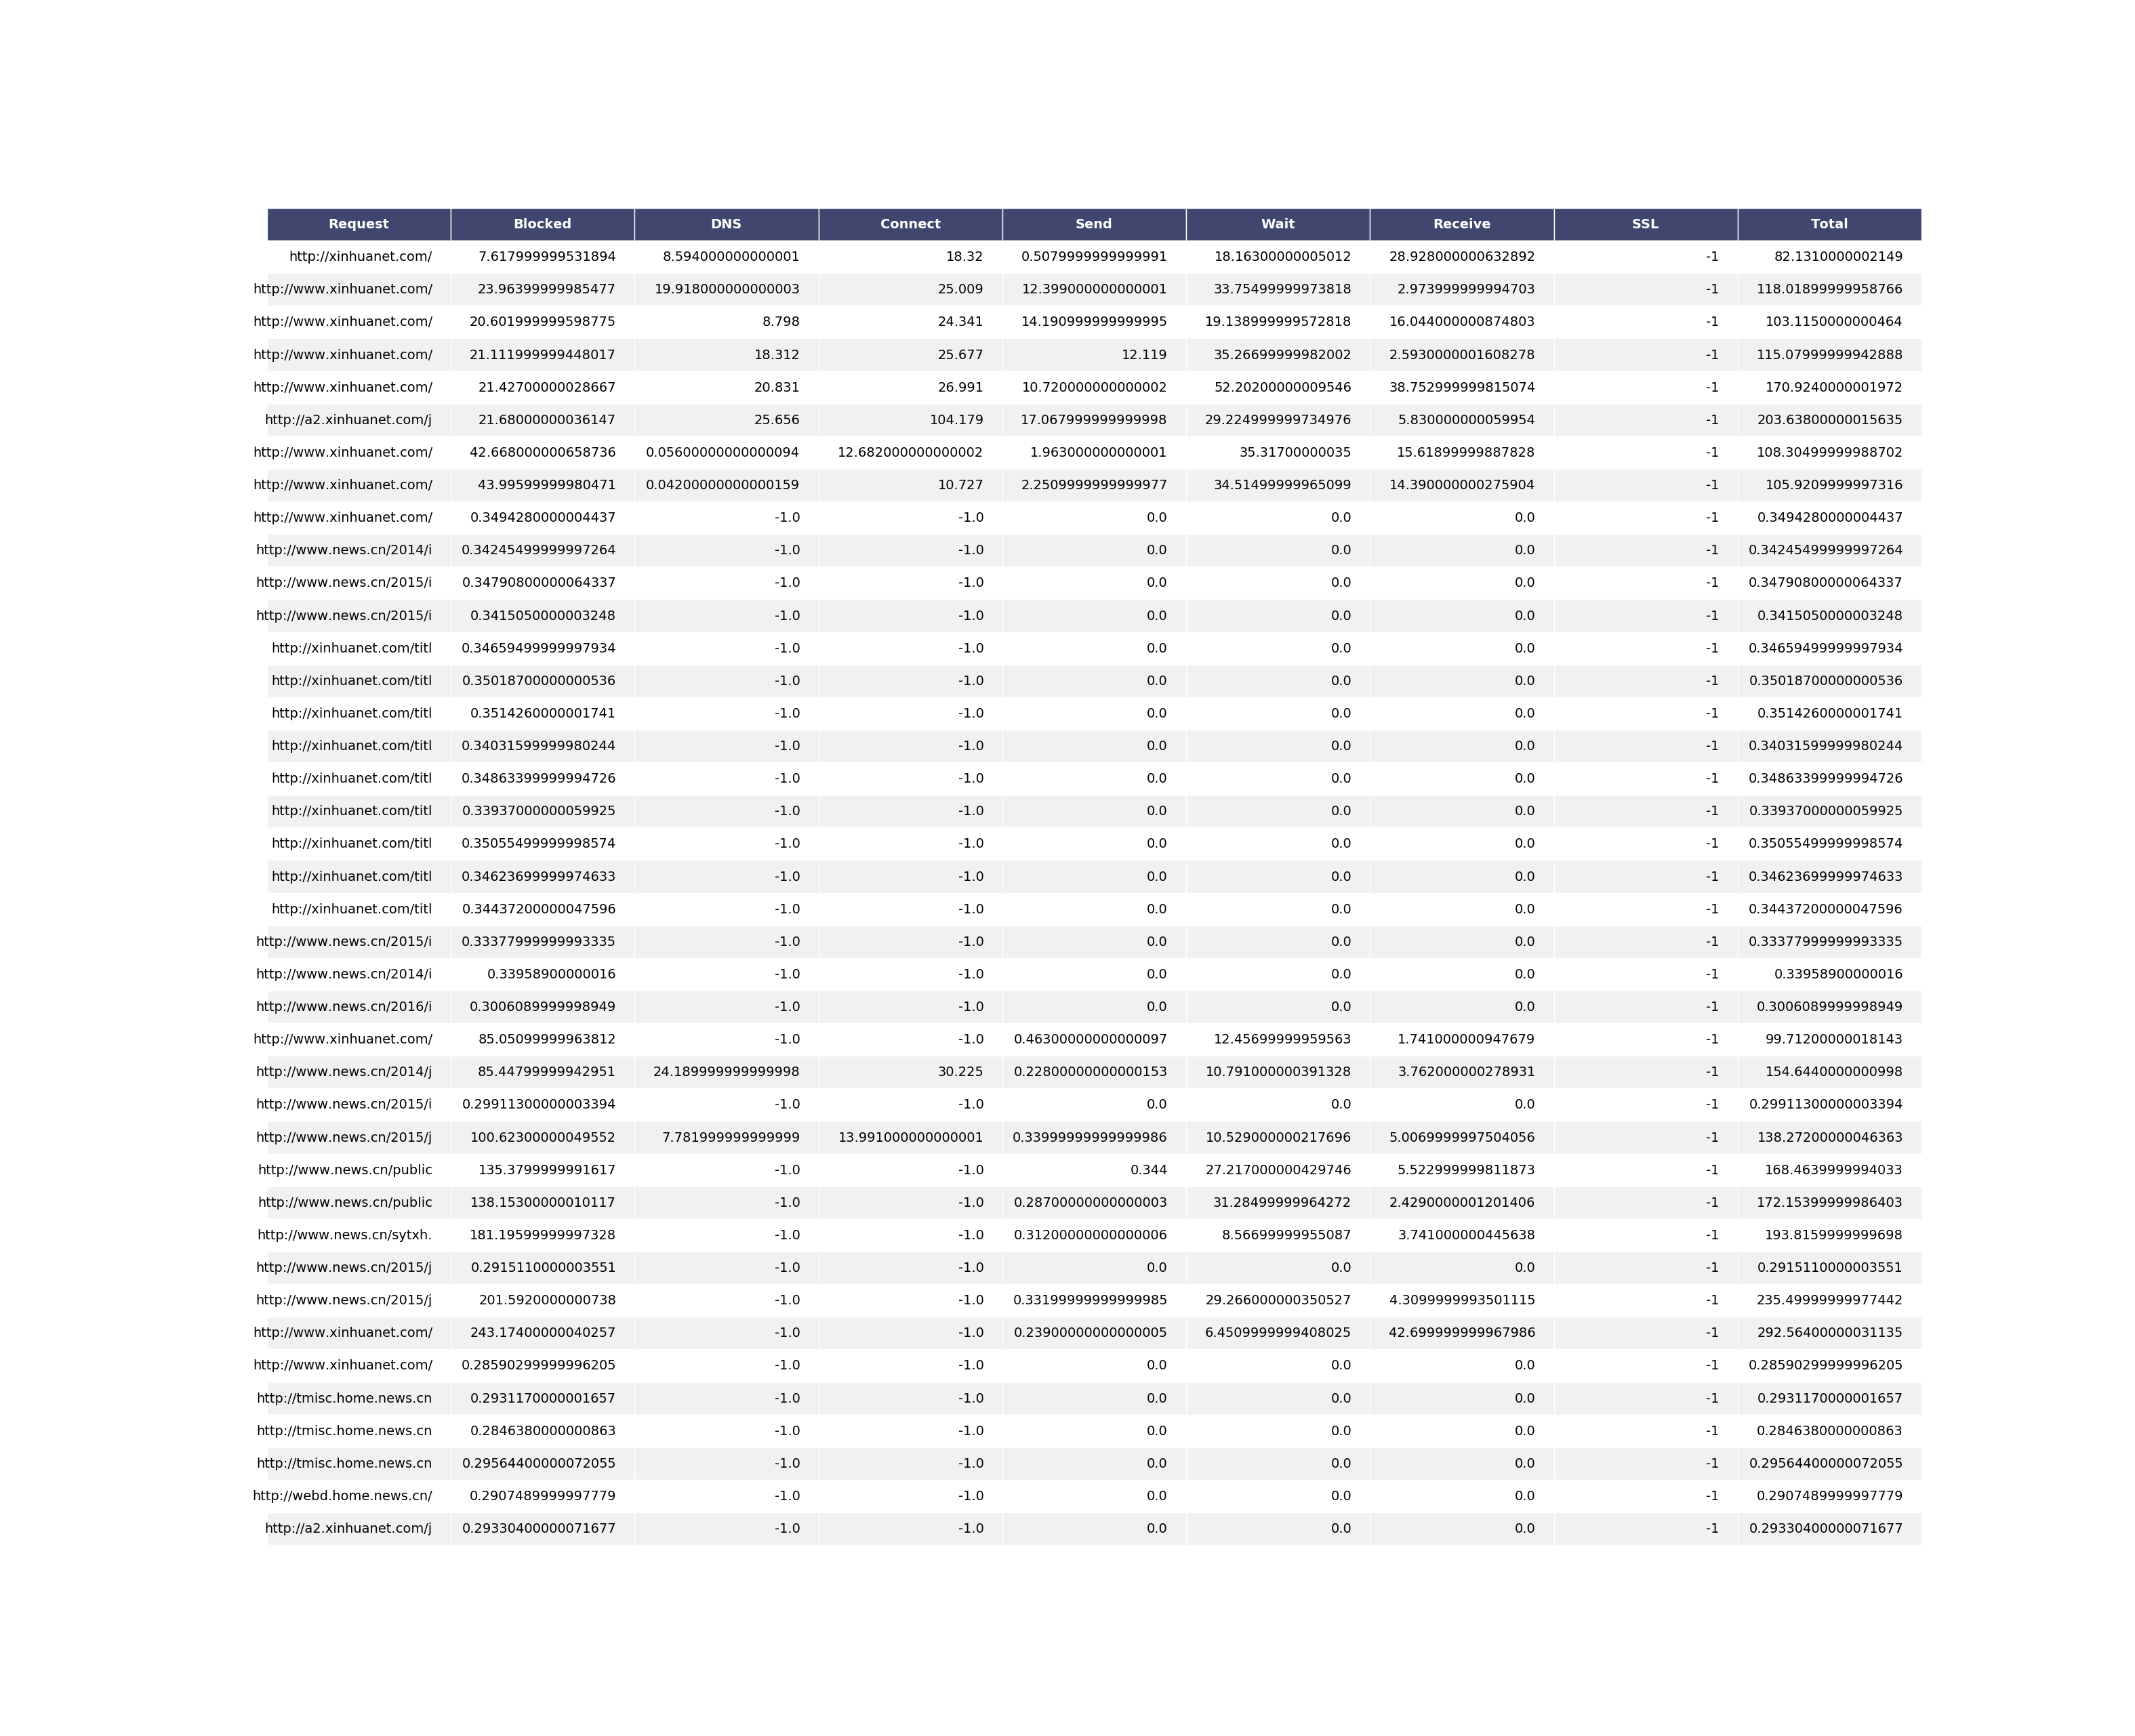 Request Blocked DNS Connect Send Wait Receive SSL Total
http://xinhuanet.com/ 7.617999999531894 8.594000000000001 18.32 0.5079999999999991 18.16300000005012 28.928000000632892 -1 82.1310000002149
http://www.xinhuanet.com/ 23.96399999985477 19.918000000000003 25.009 12.399000000000001 33.75499999973818 2.973999999994703 -1 118.01899999958766
http://www.xinhuanet.com/ 20.601999999598775 8.798 24.341 14.190999999999995 19.138999999572818 16.044000000874803 -1 103.1150000000464
http://www.xinhuanet.com/ 21.111999999448017 18.312 25.677 12.119 35.26699999982002 2.5930000001608278 -1 115.07999999942888
http://www.xinhuanet.com/ 21.42700000028667 20.831 26.991 10.720000000000002 52.20200000009546 38.752999999815074 -1 170.9240000001972
http://a2.xinhuanet.com/j 21.68000000036147 25.656 104.179 17.067999999999998 29.224999999734976 5.830000000059954 -1 203.63800000015635
http://www.xinhuanet.com/ 42.668000000658736 0.05600000000000094 12.682000000000002 1.963000000000001 35.31700000035 15.61899999887828 -1 108.30499999988702
http://www.xinhuanet.com/ 43.99599999980471 0.04200000000000159 10.727 2.2509999999999977 34.51499999965099 14.390000000275904 -1 105.9209999997316
http://www.xinhuanet.com/ 0.3494280000004437 -1.0 -1.0 0.0 0.0 0.0 -1 0.3494280000004437
http://www.news.cn/2014/i 0.34245499999997264 -1.0 -1.0 0.0 0.0 0.0 -1 0.34245499999997264
http://www.news.cn/2015/i 0.34790800000064337 -1.0 -1.0 0.0 0.0 0.0 -1 0.34790800000064337
http://www.news.cn/2015/i 0.3415050000003248 -1.0 -1.0 0.0 0.0 0.0 -1 0.3415050000003248
http://xinhuanet.com/titl 0.34659499999997934 -1.0 -1.0 0.0 0.0 0.0 -1 0.34659499999997934
http://xinhuanet.com/titl 0.35018700000000536 -1.0 -1.0 0.0 0.0 0.0 -1 0.35018700000000536
http://xinhuanet.com/titl 0.3514260000001741 -1.0 -1.0 0.0 0.0 0.0 -1 0.3514260000001741
http://xinhuanet.com/titl 0.34031599999980244 -1.0 -1.0 0.0 0.0 0.0 -1 0.34031599999980244
http://xinhuanet.com/titl 0.34863399999994726 -1.0 -1.0 0.0 0.0 0.0 -1 0.34863399999994726
http://xinhuanet.com/titl 0.33937000000059925 -1.0 -1.0 0.0 0.0 0.0 -1 0.33937000000059925
http://xinhuanet.com/titl 0.35055499999998574 -1.0 -1.0 0.0 0.0 0.0 -1 0.35055499999998574
http://xinhuanet.com/titl 0.34623699999974633 -1.0 -1.0 0.0 0.0 0.0 -1 0.34623699999974633
http://xinhuanet.com/titl 0.34437200000047596 -1.0 -1.0 0.0 0.0 0.0 -1 0.34437200000047596
http://www.news.cn/2015/i 0.33377999999993335 -1.0 -1.0 0.0 0.0 0.0 -1 0.33377999999993335
http://www.news.cn/2014/i 0.33958900000016 -1.0 -1.0 0.0 0.0 0.0 -1 0.33958900000016
http://www.news.cn/2016/i 0.3006089999998949 -1.0 -1.0 0.0 0.0 0.0 -1 0.3006089999998949
http://www.xinhuanet.com/ 85.05099999963812 -1.0 -1.0 0.46300000000000097 12.45699999959563 1.741000000947679 -1 99.71200000018143
http://www.news.cn/2014/j 85.44799999942951 24.189999999999998 30.225 0.22800000000000153 10.791000000391328 3.762000000278931 -1 154.6440000000998
http://www.news.cn/2015/i 0.29911300000003394 -1.0 -1.0 0.0 0.0 0.0 -1 0.29911300000003394
http://www.news.cn/2015/j 100.62300000049552 7.781999999999999 13.991000000000001 0.33999999999999986 10.529000000217696 5.0069999997504056 -1 138.27200000046363
http://www.news.cn/public 135.3799999991617 -1.0 -1.0 0.344 27.217000000429746 5.522999999811873 -1 168.4639999994033
http://www.news.cn/public 138.15300000010117 -1.0 -1.0 0.28700000000000003 31.28499999964272 2.4290000001201406 -1 172.15399999986403
http://www.news.cn/sytxh. 181.19599999997328 -1.0 -1.0 0.31200000000000006 8.56699999955087 3.741000000445638 -1 193.8159999999698
http://www.news.cn/2015/j 0.2915110000003551 -1.0 -1.0 0.0 0.0 0.0 -1 0.2915110000003551
http://www.news.cn/2015/j 201.5920000000738 -1.0 -1.0 0.33199999999999985 29.266000000350527 4.3099999993501115 -1 235.49999999977442
http://www.xinhuanet.com/ 243.17400000040257 -1.0 -1.0 0.23900000000000005 6.4509999999408025 42.699999999967986 -1 292.56400000031135
http://www.xinhuanet.com/ 0.28590299999996205 -1.0 -1.0 0.0 0.0 0.0 -1 0.28590299999996205
http://tmisc.home.news.cn 0.2931170000001657 -1.0 -1.0 0.0 0.0 0.0 -1 0.2931170000001657
http://tmisc.home.news.cn 0.2846380000000863 -1.0 -1.0 0.0 0.0 0.0 -1 0.2846380000000863
http://tmisc.home.news.cn 0.29564400000072055 -1.0 -1.0 0.0 0.0 0.0 -1 0.29564400000072055
http://webd.home.news.cn/ 0.2907489999997779 -1.0 -1.0 0.0 0.0 0.0 -1 0.2907489999997779
http://a2.xinhuanet.com/j 0.29330400000071677 -1.0 -1.0 0.0 0.0 0.0 -1 0.29330400000071677